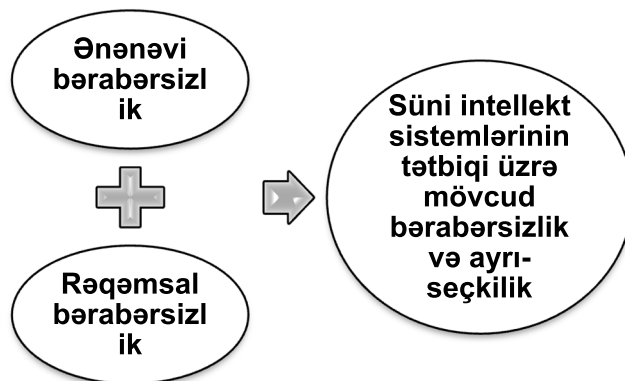 Ənənəvi
bərabərsizl
ik
Rəqəmsal
bərabərsizl
ik
Süni intellekt
sistemlərinin
tətbiqi üzrə
mövcud
bərabərsizlik
və ayrı-
seçkilik